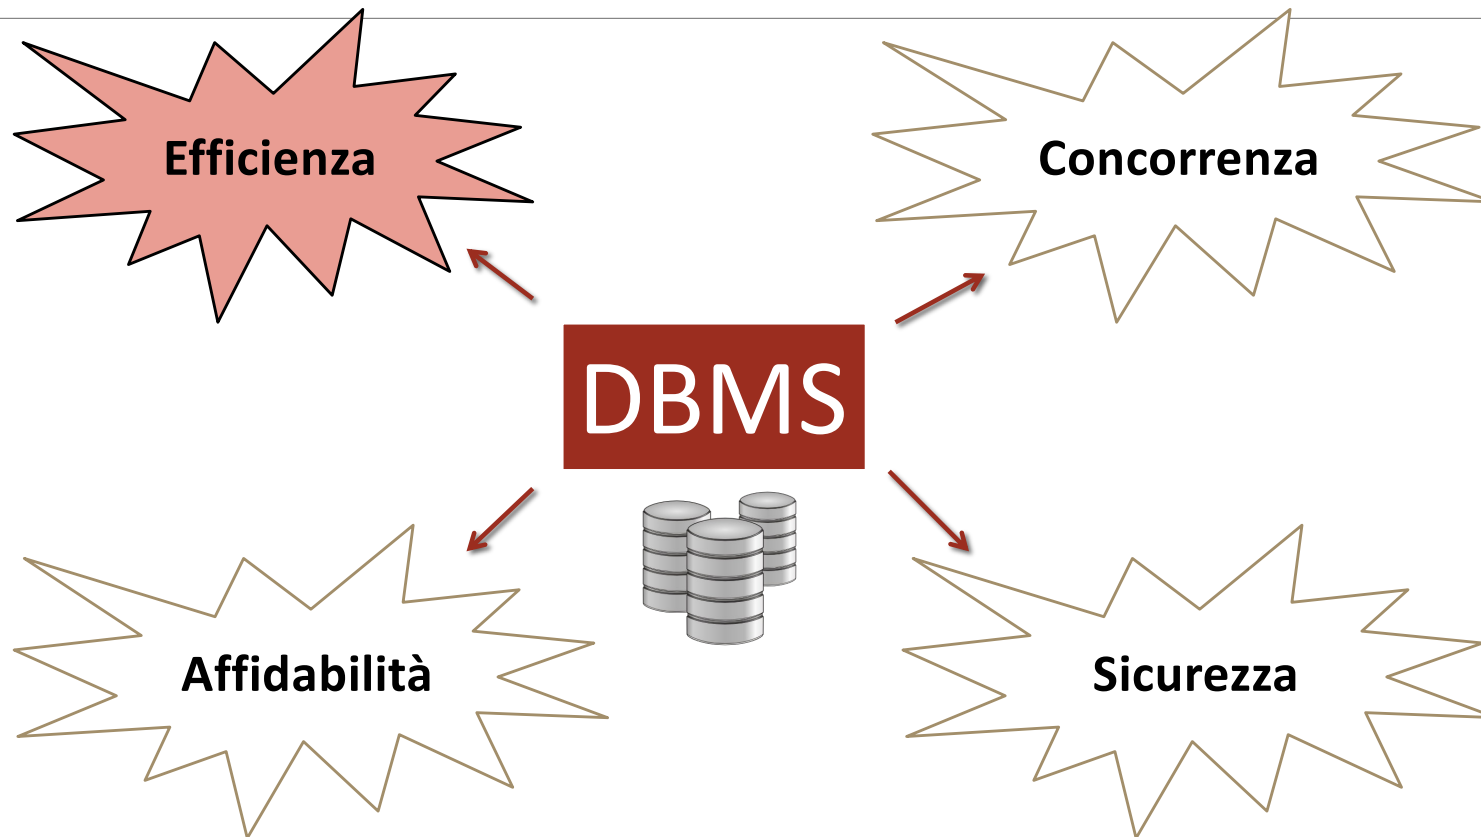 Efficienza
Concorrenza
DBMS
Affidabilità
Sicurezza